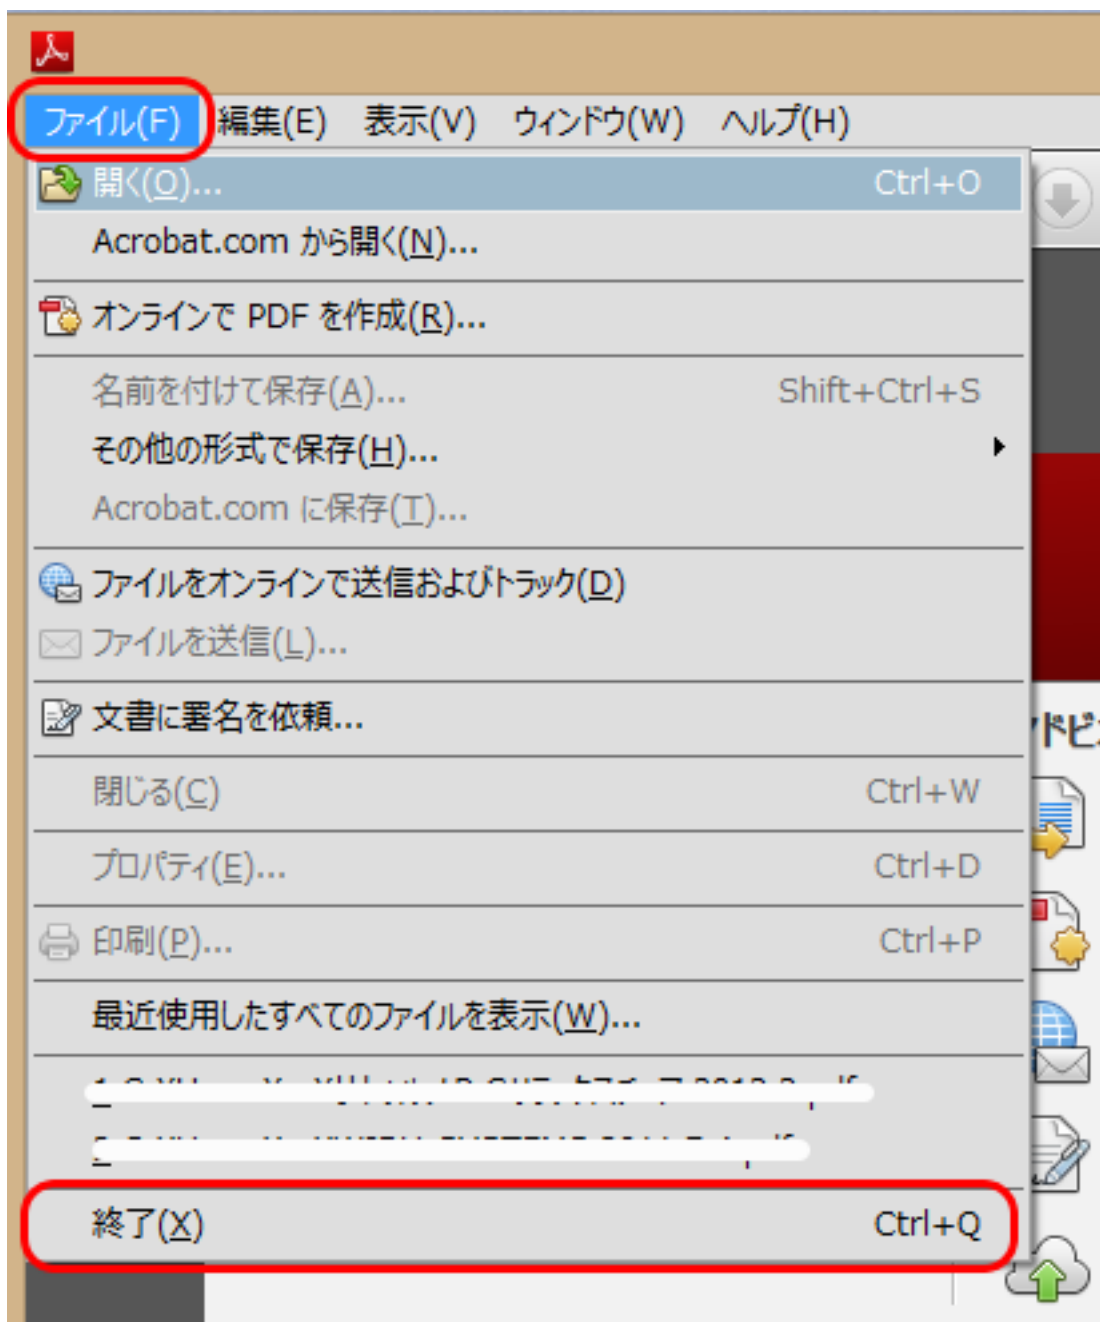 ファイル(F) 編集(E) 表示(V) ウィンドウ(W) ヘルプ(H)
開く(O)... Ctrl+O
Acrobat.com から開く(N)...
オンラインで PDF を作成(R)...
名前を付けて保存(A)... Shift+Ctrl+S
その他の形式で保存(H)...
Acrobat.com に保存(T)...
ファイルをオンラインで送信およびトラック(D)
ファイルを送信(L)...
文書に署名を依頼...
閉じる(C) Ctrl+W
プロパティ(E)... Ctrl+D
印刷(P)... Ctrl+P
最近使用したすべてのファイルを表示(W)...
終了(X) Ctrl+Q